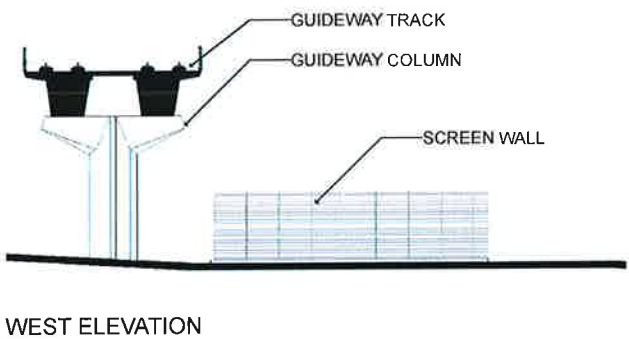 GUIDEWAY TRACK
GUIDEWAY COLUMN
SCREEN WALL
WEST ELEVATION